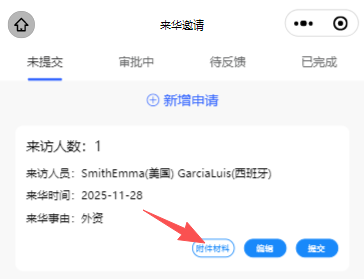 来华邀请
未提交 审批中 待反馈 已完成
新增申请
来访人数：1
来访人员：SmithEmma(美国) GarciaLuis(西班牙)
来华时间：2025-11-28
来华事由：外资
附件材料 编辑 提交